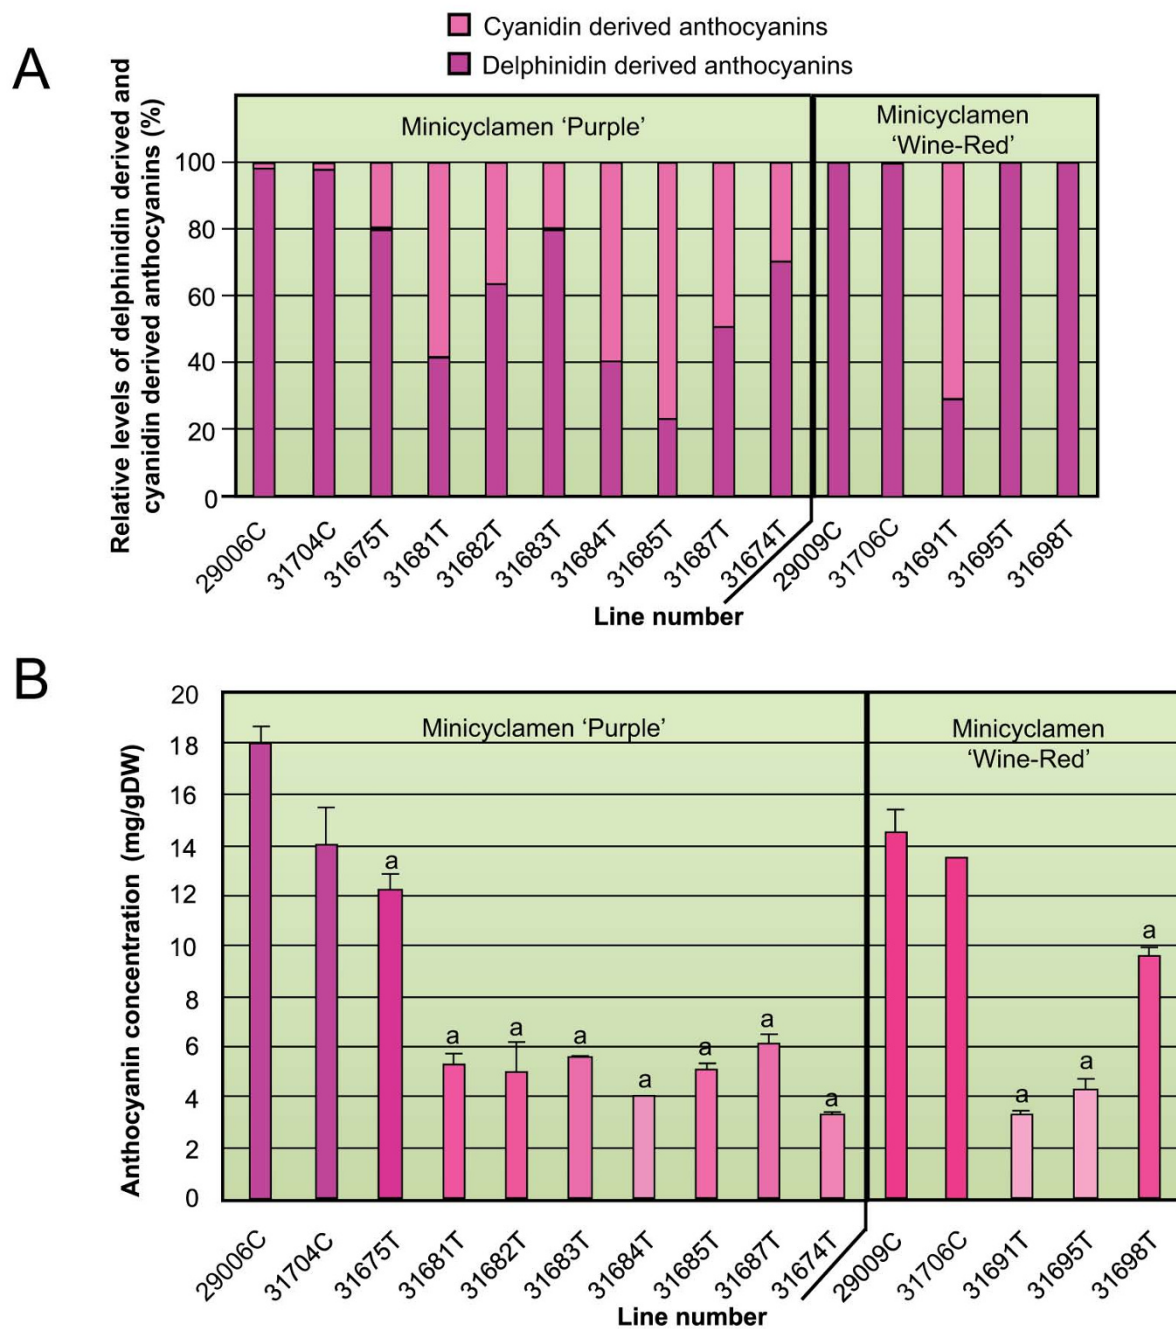 Cyanidin derived anthocyanins
Delphinidin derived anthocyanins
A
Relative levels of delphinidin derived and
cyanidin derived anthocyanins (%)
Minicyclamen ‘Purple’
Minicyclamen
‘Wine-Red’
100
80
60
40
20
0
29006C
31704C
31675T
31681T
31682T
31683T
31684T
31685T
31687T
31674T
29009C
31706C
31691T
31695T
31698T
Line number
B
Anthocyanin concentration (mg/gDW)
Minicyclamen ‘Purple’
Minicyclamen
‘Wine-Red’
20
18
16
14
12
10
8
6
4
2
0
a
a
a
a
a
a
a
a
a
a
a
29006C
31704C
31675T
31681T
31682T
31683T
31684T
31685T
31687T
31674T
29009C
31706C
31691T
31695T
31698T
Line number